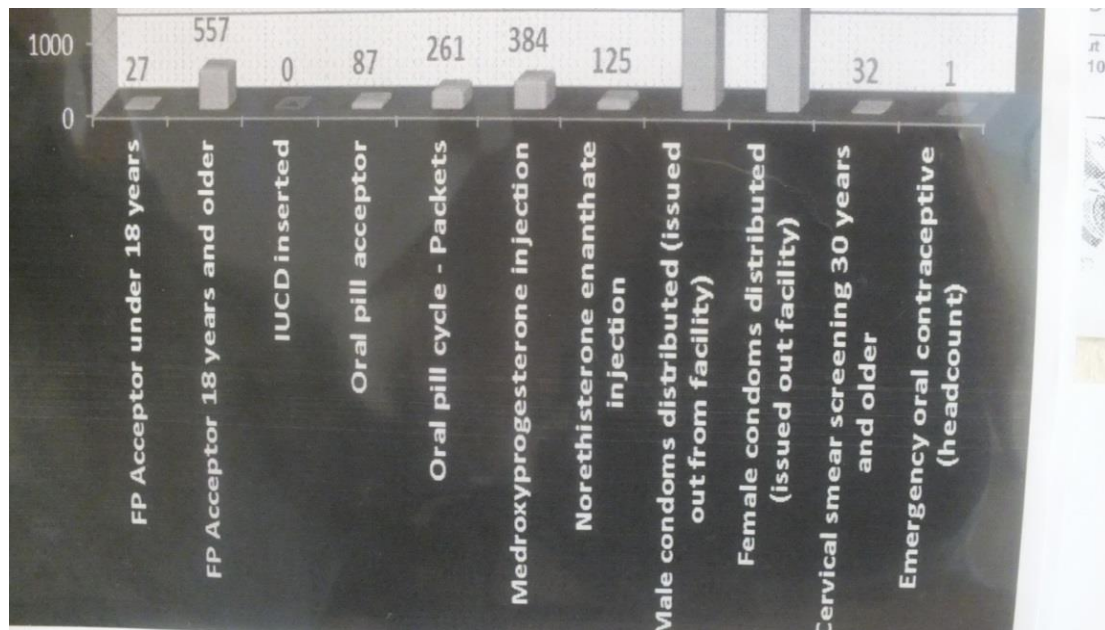 1000
557
27
0
87
261
384
125
32
1
0
FP Acceptor under 18 years
FP Acceptor 18 years and older
IUCD inserted
Oral pill acceptor
Oral pill cycle - Packets
Medroxyprogesterone injection
Norethisterone enanthate
injection
Male condoms distributed (issued
out from facility)
Female condoms distributed
(issued out facility)
Cervical smear screening 30 years
and older
Emergency oral contraceptive
(headcount)
10